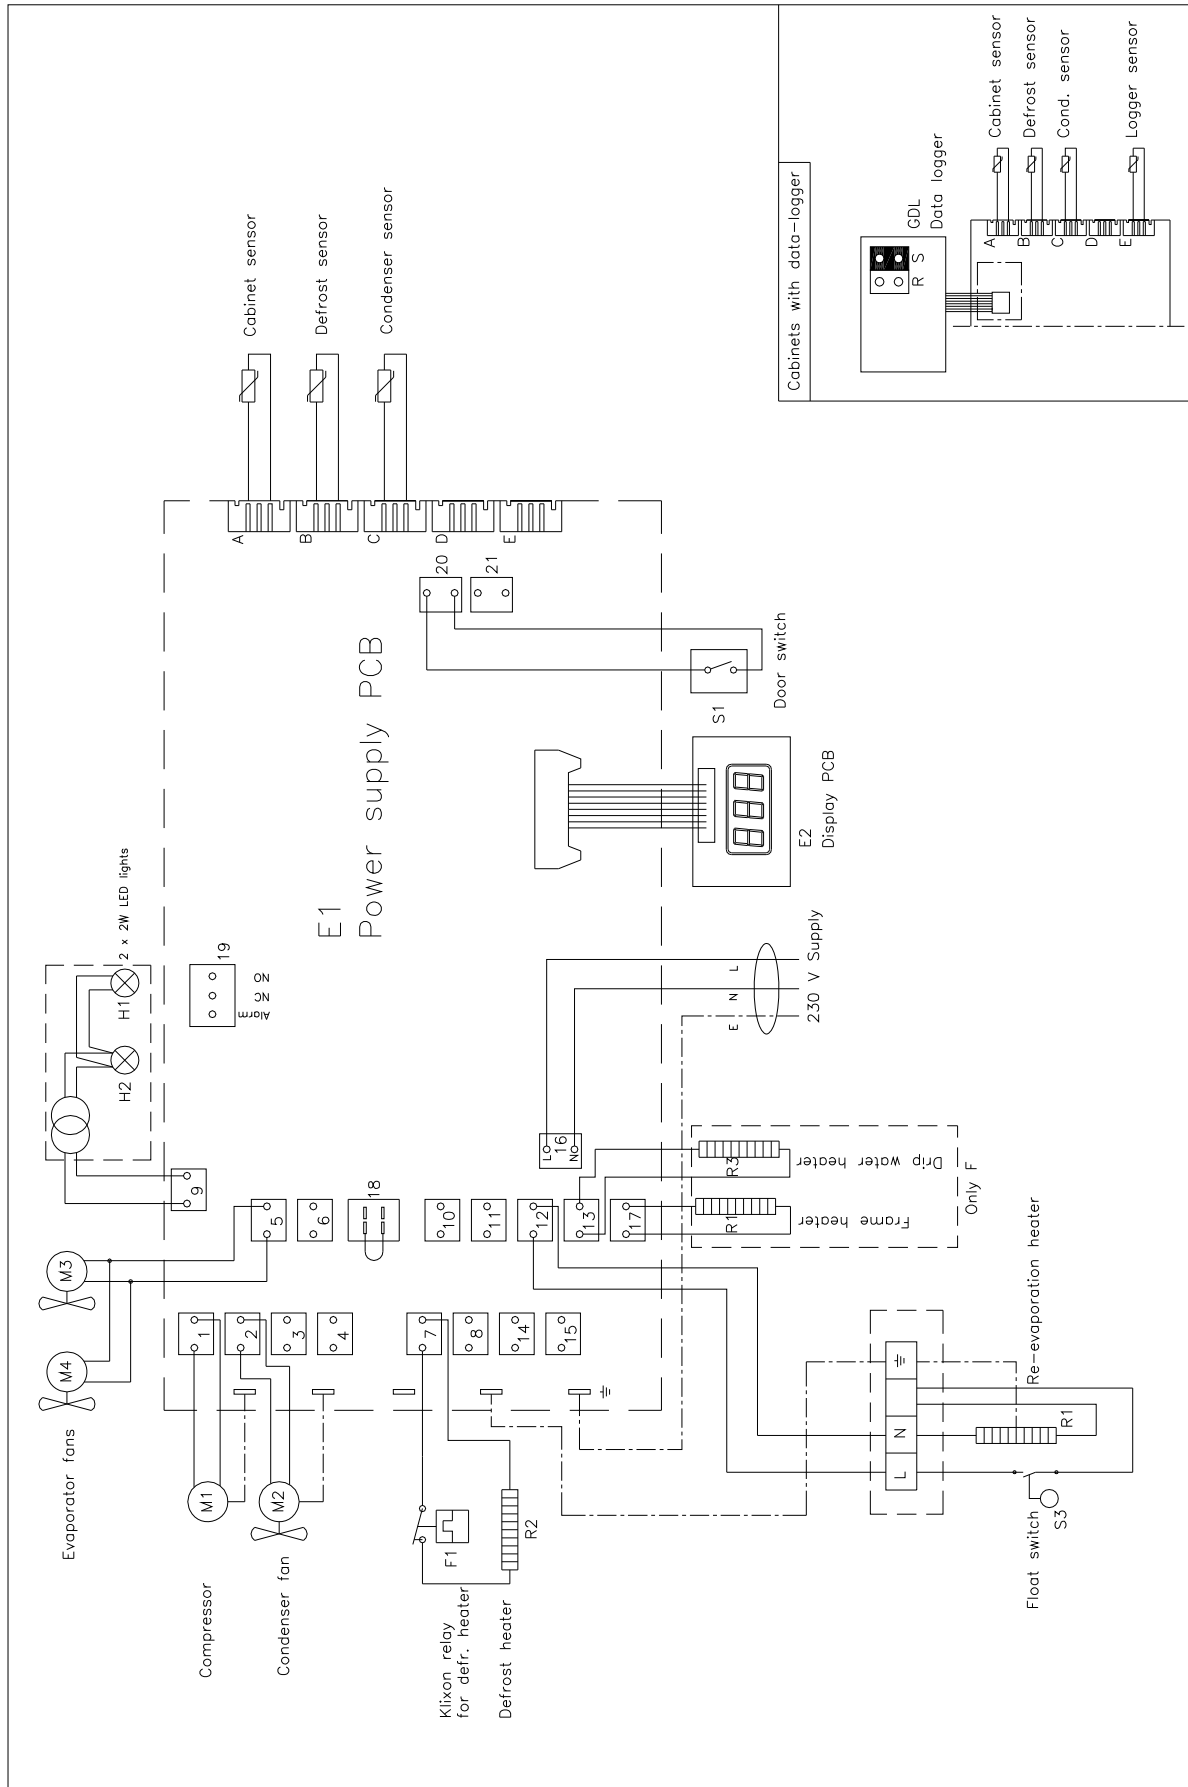 Evaporator fans
M4
M3
H2
H1
2 x 2W LED lights
Compressor
M1
Condenser fan
M2
1
2
3
4
5
6
9
18
19
Alarm
NC
NO
E1
Power supply PCB
A
B
C
D
E
Cabinet sensor
Defrost sensor
Condenser sensor
Klixon relay
for defr. heater
F1
Defrost heater
R2
7
8
14
15
10
11
12
13
17
16
L
N
20
21
S1
Door switch
E2
Display PCB
E
N
L
230 V Supply
R3
Drip water heater
R1
Frame heater
Only F
L
N
Re-evaporation heater
R1
Float switch
S3
Cabinets with data-logger
GDL
Data logger
R
S
A
B
C
D
E
Cabinet sensor
Defrost sensor
Cond. sensor
Logger sensor